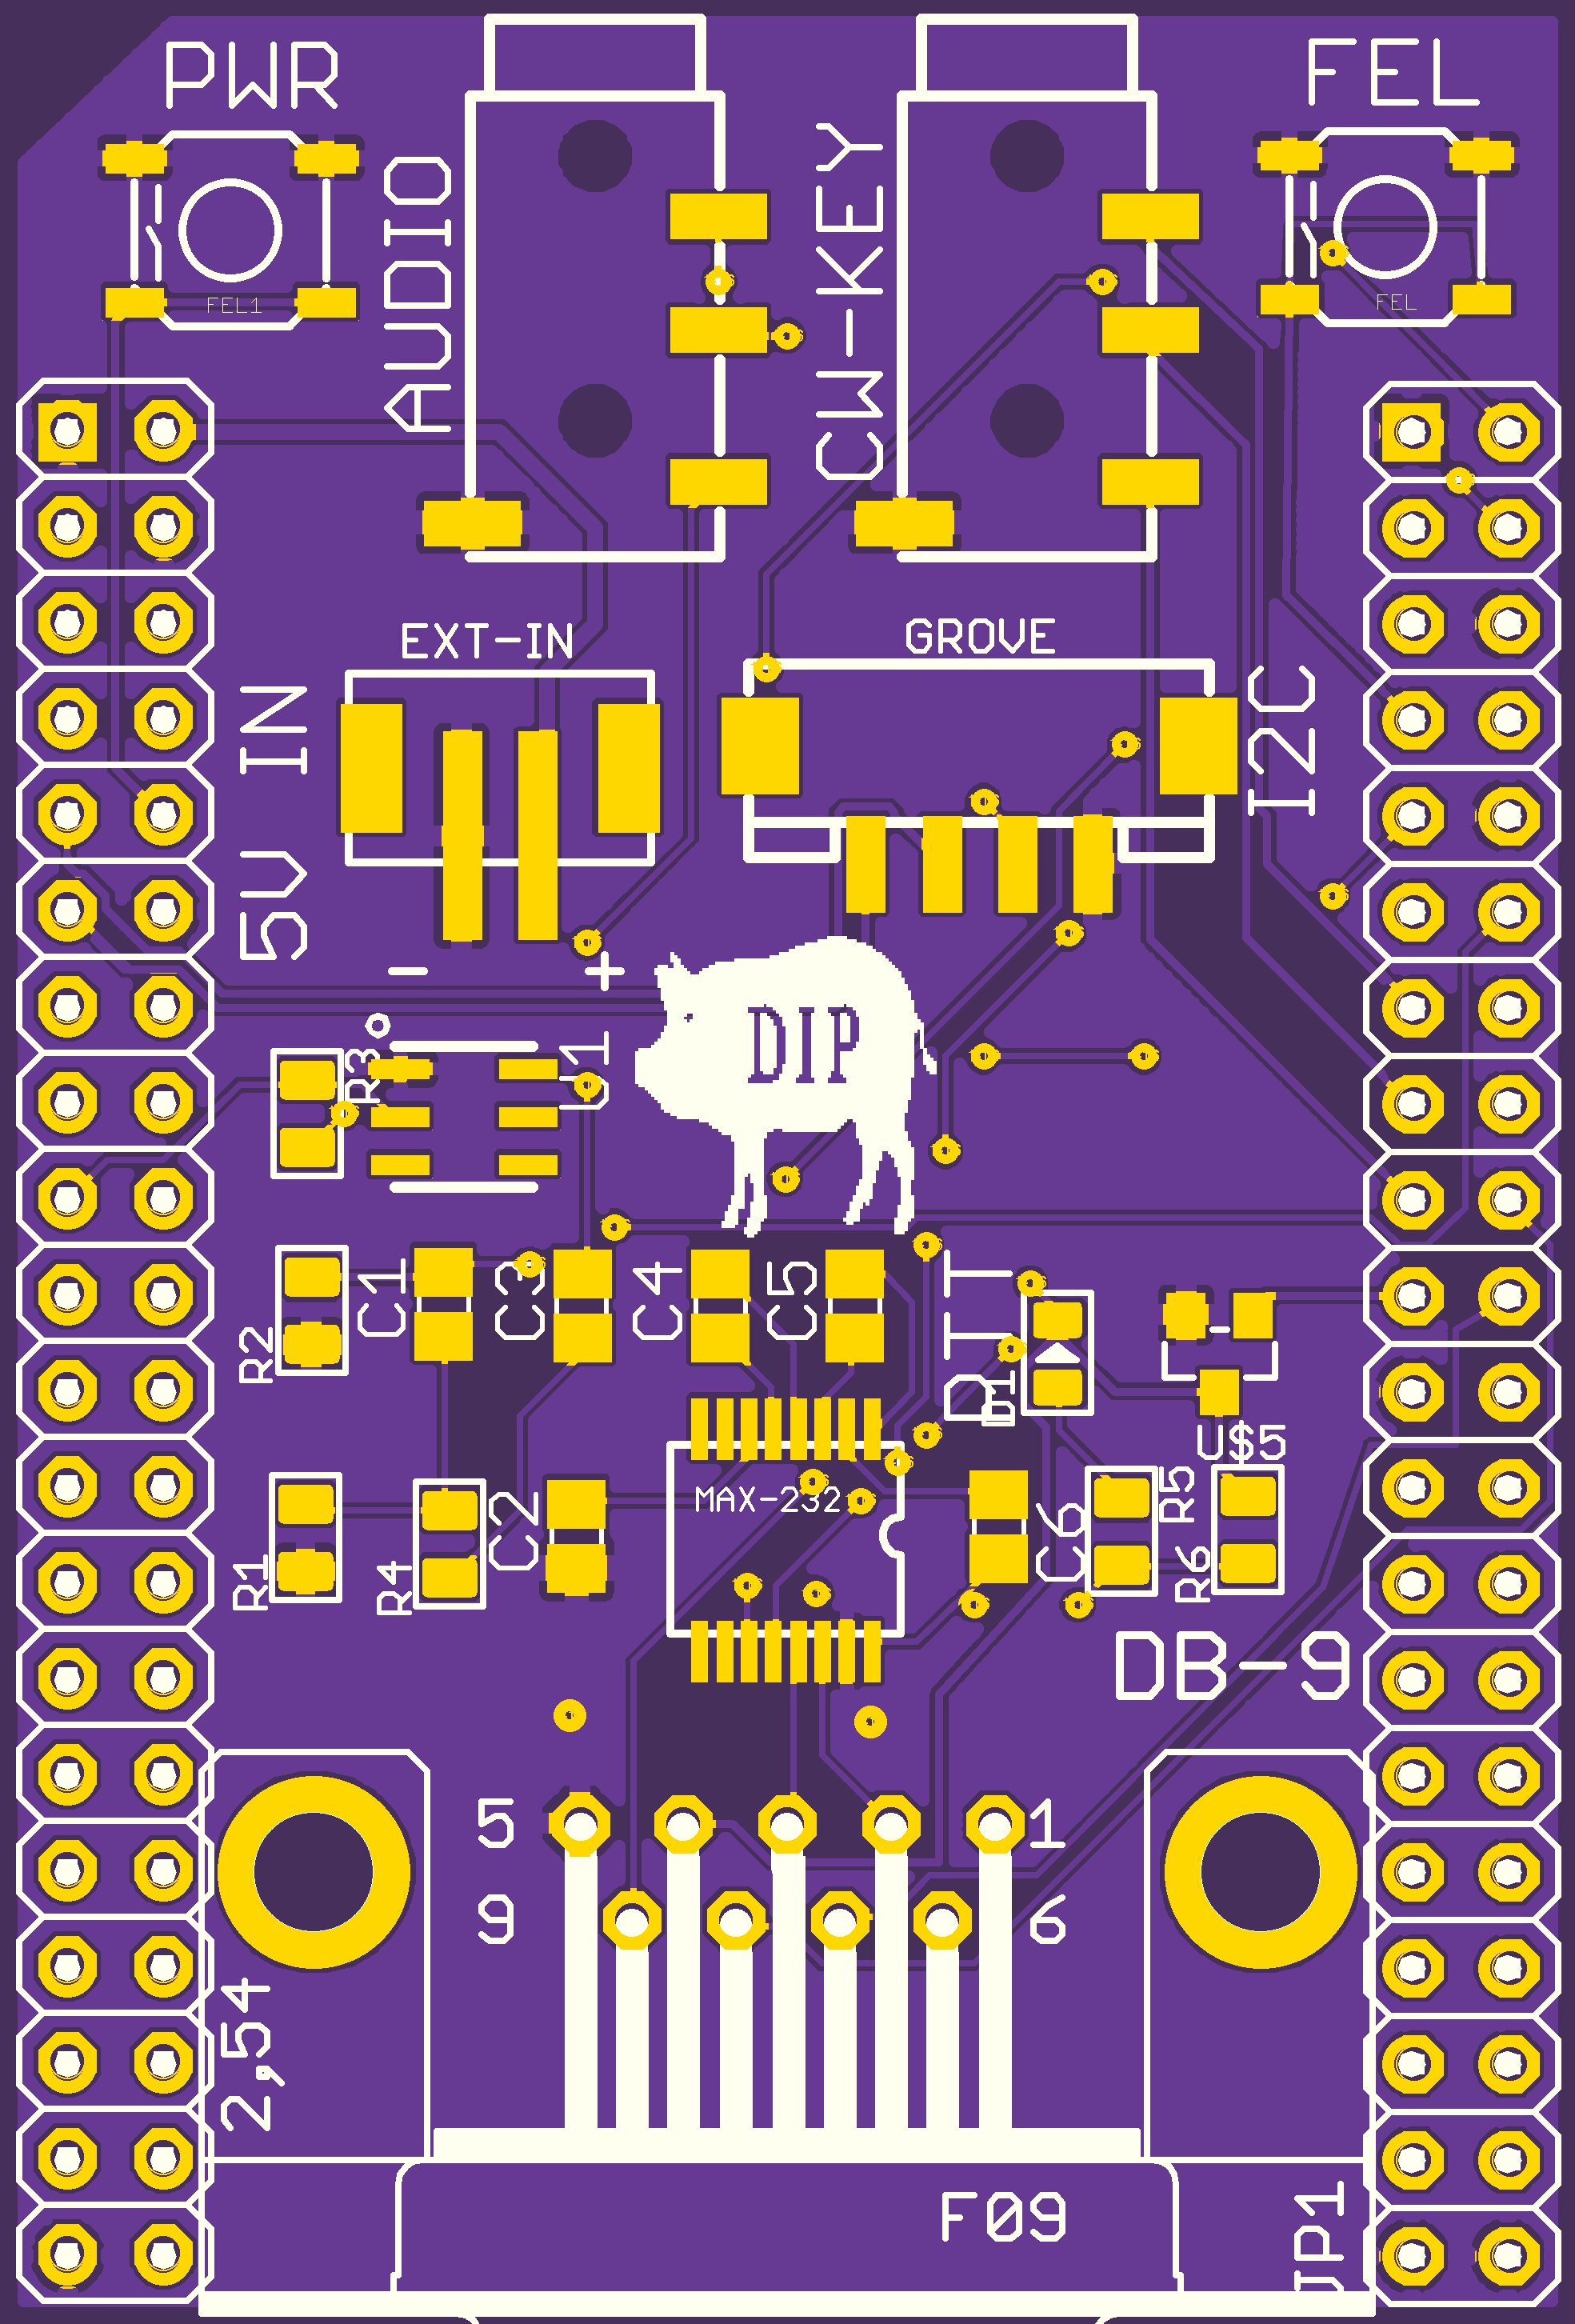 PWR
FEL
AUDIO
CW-KEY
FEL1
FEL
EXT-IN
GROVE
5V IN
I2C
-
+
DIP
R3
U1
C1
C3
C4
C5
PTT
R2
D1
U$5
MAX-232
R1
R4
C2
C6
R5
R6
DB-9
5
1
9
6
2,54
F09
JP1